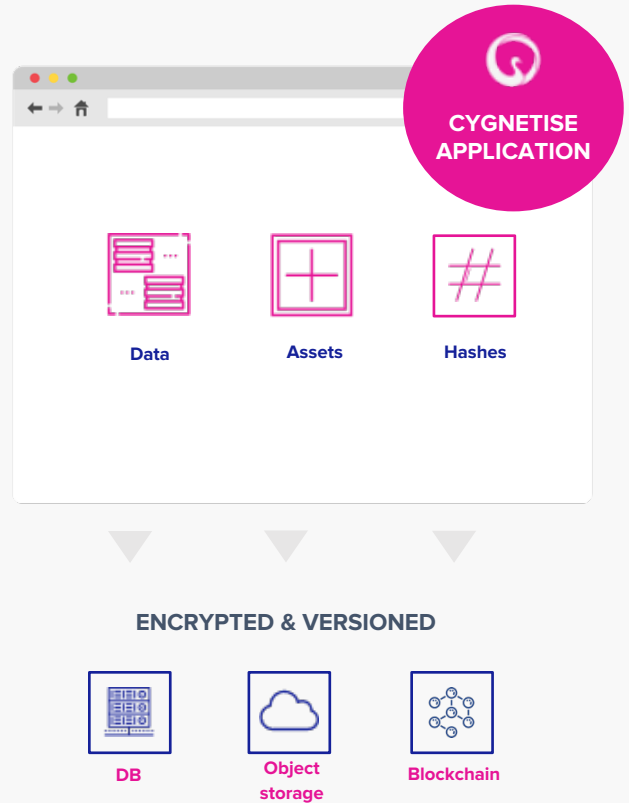 CYGNETISE
APPLICATION
Data
Assets
Hashes
ENCRYPTED & VERSIONED
DB
Object
storage
Blockchain